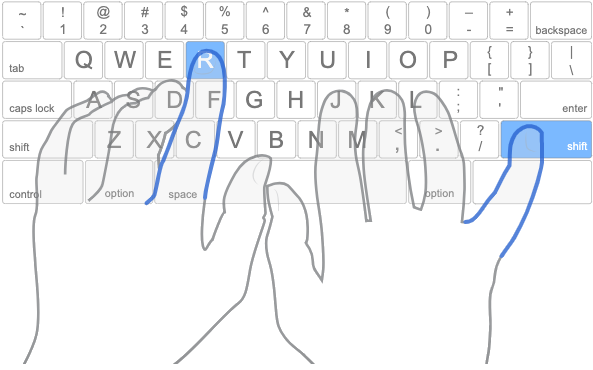 ~ ! @ # $ % ^ & * ( ) – +
` 1 2 3 4 5 6 7 8 9 0 - = backspace
tab Q W E R T Y U I O P { [ } ] | \
caps lock A S D F G H J K L : ; " ' enter
shift Z X C V B N M < , > . ? / shift
control option space option